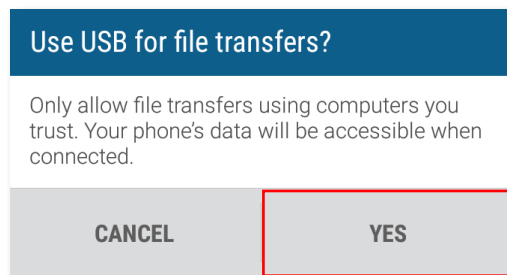 Use USB for file transfers?
Only allow file transfers using computers you
trust. Your phone’s data will be accessible when
connected.
CANCEL
YES